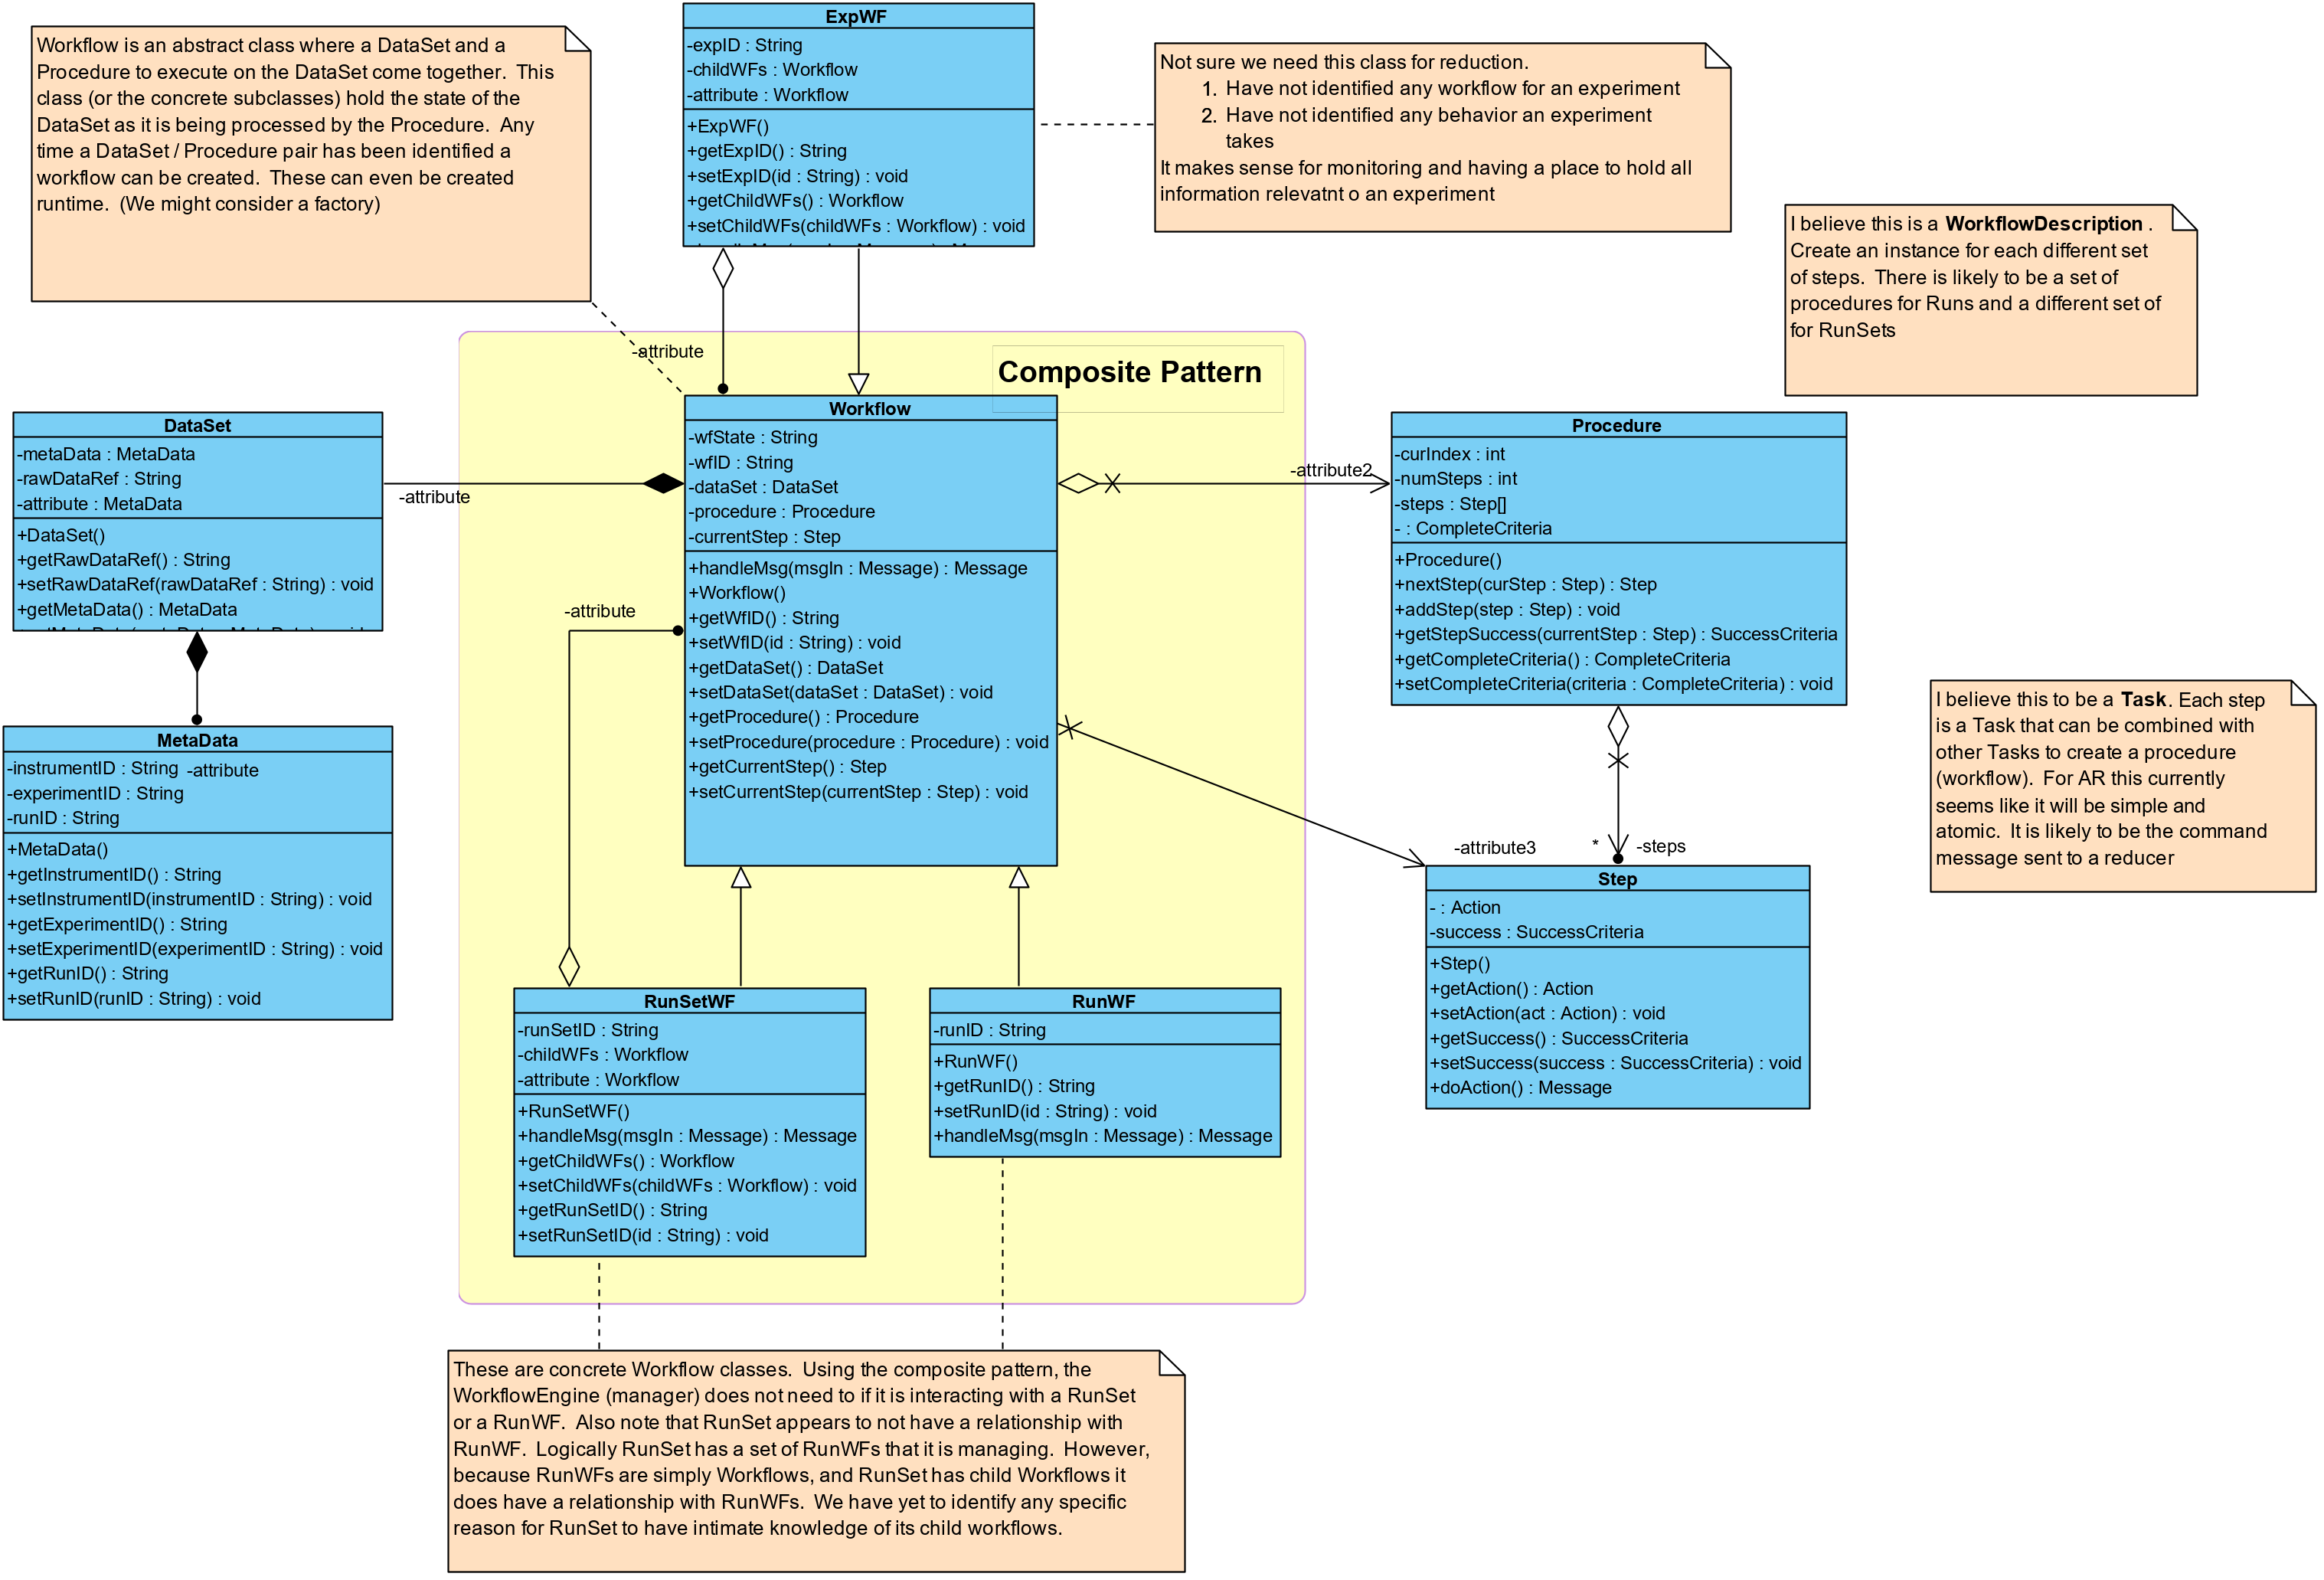 Workflow is an abstract class where a DataSet and a
Procedure to execute on the DataSet come together.  This
class (or the concrete subclasses) hold the state of the
DataSet as it is being processed by the Procedure.  Any
time a DataSet / Procedure pair has been identified a
workflow can be created.  These can even be created
runtime.  (We might consider a factory)
ExpWF
-expID : String
-childWFs : Workflow
-attribute : Workflow
+ExpWF()
+getExpID() : String
+setExpID(id : String) : void
+getChildWFs() : Workflow
+setChildWFs(childWFs : Workflow) : void
Not sure we need this class for reduction.
1. Have not identified any workflow for an experiment
2. Have not identified any behavior an experiment
takes
It makes sense for monitoring and having a place to hold all
information relevatnt o an experiment
I believe this is a WorkflowDescription .
Create an instance for each different set
of steps.  There is likely to be a set of
procedures for Runs and a different set of
for RunSets
-attribute
Composite Pattern
DataSet
-metaData : MetaData
-rawDataRef : String
-attribute : MetaData
+DataSet()
+getRawDataRef() : String
+setRawDataRef(rawDataRef : String) : void
+getMetaData() : MetaData
-attribute
Workflow
-wfState : String
-wfID : String
-dataSet : DataSet
-procedure : Procedure
-currentStep : Step
+handleMsg(msgIn : Message) : Message
+Workflow()
+getWfID() : String
+setWfID(id : String) : void
+getDataSet() : DataSet
+setDataSet(dataSet : DataSet) : void
+getProcedure() : Procedure
+setProcedure(procedure : Procedure) : void
+getCurrentStep() : Step
+setCurrentStep(currentStep : Step) : void
-attribute2
Procedure
-curIndex : int
-numSteps : int
-steps : Step[]
- : CompleteCriteria
+Procedure()
+nextStep(curStep : Step) : Step
+addStep(step : Step) : void
+getStepSuccess(currentStep : Step) : SuccessCriteria
+getCompleteCriteria() : CompleteCriteria
+setCompleteCriteria(criteria : CompleteCriteria) : void
-attribute
MetaData
-instrumentID : String
-attribute
-experimentID : String
-runID : String
+MetaData()
+getInstrumentID() : String
+setInstrumentID(instrumentID : String) : void
+getExperimentID() : String
+setExperimentID(experimentID : String) : void
+getRunID() : String
+setRunID(runID : String) : void
I believe this to be a Task. Each step
is a Task that can be combined with
other Tasks to create a procedure
(workflow).  For AR this currently
seems like it will be simple and
atomic.  It is likely to be the command
message sent to a reducer
-attribute3
*
-steps
Step
- : Action
-success : SuccessCriteria
+Step()
+getAction() : Action
+setAction(act : Action) : void
+getSuccess() : SuccessCriteria
+setSuccess(success : SuccessCriteria) : void
+doAction() : Message
RunSetWF
-runSetID : String
-childWFs : Workflow
-attribute : Workflow
+RunSetWF()
+handleMsg(msgIn : Message) : Message
+getChildWFs() : Workflow
+setChildWFs(childWFs : Workflow) : void
+getRunSetID() : String
+setRunSetID(id : String) : void
RunWF
-runID : String
+RunWF()
+getRunID() : String
+setRunID(id : String) : void
+handleMsg(msgIn : Message) : Message
These are concrete Workflow classes.  Using the composite pattern, the
WorkflowEngine (manager) does not need to if it is interacting with a RunSet
or a RunWF.  Also note that RunSet appears to not have a relationship with
RunWF.  Logically RunSet has a set of RunWFs that it is managing.  However,
because RunWFs are simply Workflows, and RunSet has child Workflows it
does have a relationship with RunWFs.  We have yet to identify any specific
reason for RunSet to have intimate knowledge of its child workflows.